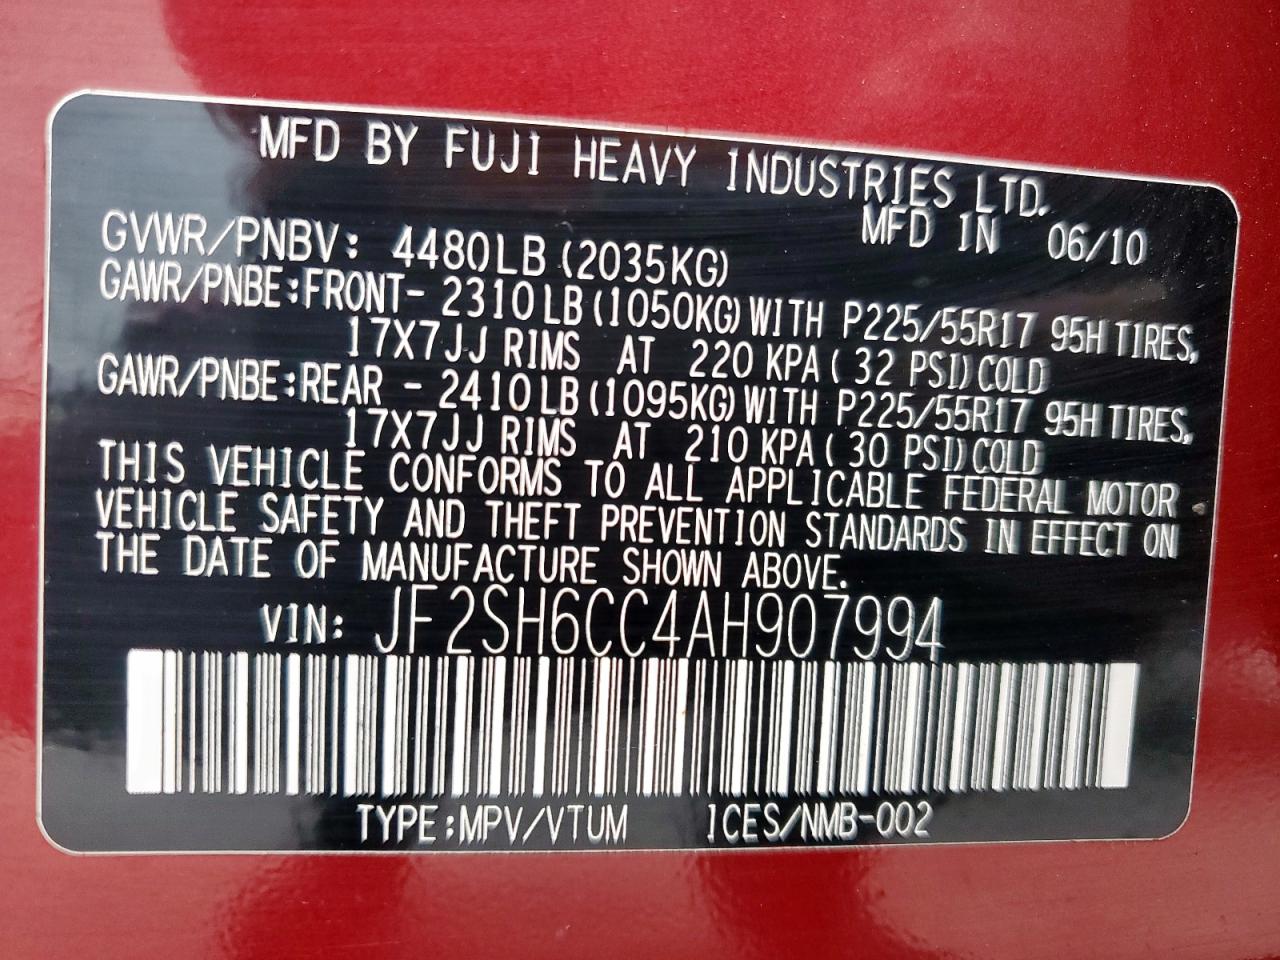 MFD BY FUJI HEAVY INDUSTRIES LTD.
MFD IN 06/10
GVWR/PNBV: 4480LB (2035KG)
GAWR/PNBE:FRONT- 2310LB (1050KG) WITH P225/55R17 95H TIRES,
17X7JJ RIMS AT 220 KPA ( 32 PSI) COLD
GAWR/PNBE:REAR - 2410LB (1095KG) WITH P225/55R17 95H TIRES,
17X7JJ RIMS AT 210 KPA ( 30 PSI) COLD
THIS VEHICLE CONFORMS TO ALL APPLICABLE FEDERAL MOTOR
VEHICLE SAFETY AND THEFT PREVENTION STANDARDS IN EFFECT ON
THE DATE OF MANUFACTURE SHOWN ABOVE.
VIN: JF2SH6CC4AH907994
TYPE:MPV/VTUM ICES/NMB-002